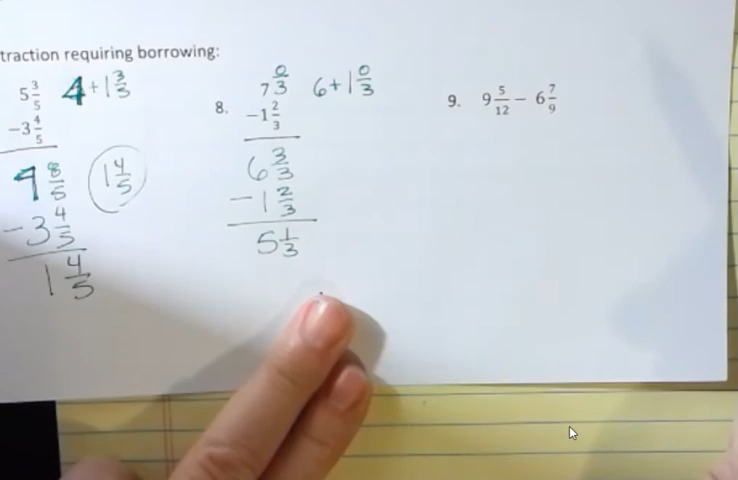 traction requiring borrowing:
5 3/5 4 + 1 3/3
- 3 4/5
4 8/5 1 4/5
- 3 4/5
1 4/5
8. 7 0/3 6 + 1 0/3
- 1 2/3
6 3/3
- 1 2/3
5 1/3
9. 9 5/12 - 6 7/9